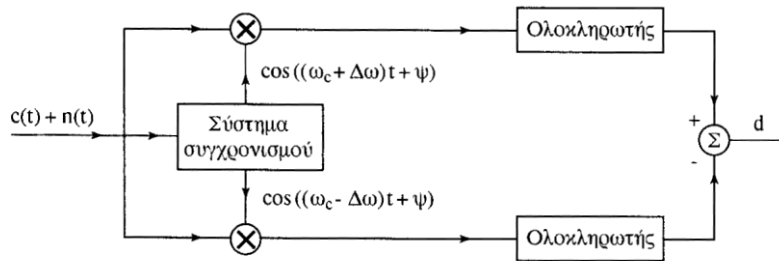 Ολοκληρωτής
cos((ω_c + Δω)t + ψ)
c(t) + n(t)
Σύστημα
συγχρονισμού
+
Σ
d
-
cos((ω_c - Δω)t + ψ)
Ολοκληρωτής